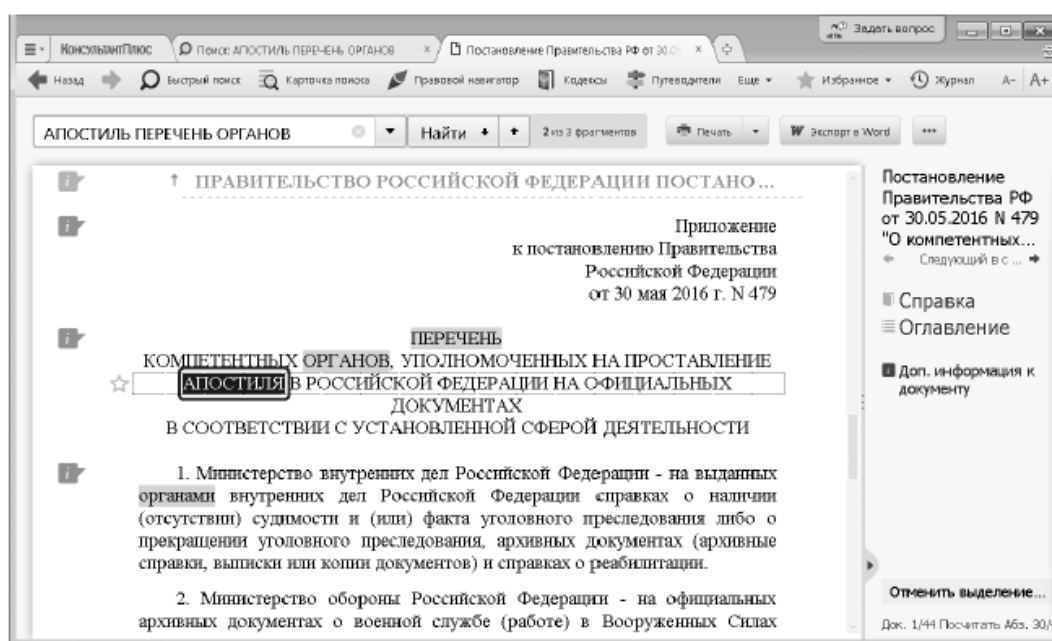 Задать вопрос
КонсультантПлюс Поиск: АПОСТИЛЬ ПЕРЕЧЕНЬ ОРГАНОВ × Постановление Правительства РФ от 30.05 ×
Назад Быстрый поиск Карточка поиска Правовой навигатор Кодексы Путеводители Еще Избранное Журнал A- A+
АПОСТИЛЬ ПЕРЕЧЕНЬ ОРГАНОВ Найти 2 из 3 фрагментов Печать Экспорт в Word
↑ ПРАВИТЕЛЬСТВО РОССИЙСКОЙ ФЕДЕРАЦИИ ПОСТАНО...
Приложение
к постановлению Правительства
Российской Федерации
от 30 мая 2016 г. N 479
ПЕРЕЧЕНЬ
КОМПЕТЕНТНЫХ ОРГАНОВ, УПОЛНОМОЧЕННЫХ НА ПРОСТАВЛЕНИЕ
АПОСТИЛЯ В РОССИЙСКОЙ ФЕДЕРАЦИИ НА ОФИЦИАЛЬНЫХ
ДОКУМЕНТАХ
В СООТВЕТСТВИИ С УСТАНОВЛЕННОЙ СФЕРОЙ ДЕЯТЕЛЬНОСТИ
1. Министерство внутренних дел Российской Федерации - на выданных
органами внутренних дел Российской Федерации справках о наличии
(отсутствии) судимости и (или) факта уголовного преследования либо о
прекращении уголовного преследования, архивных документах (архивные
справки, выписки или копии документов) и справках о реабилитации.
2. Министерство обороны Российской Федерации - на официальных
архивных документах о военной службе (работе) в Вооруженных Силах
Постановление
Правительства РФ
от 30.05.2016 N 479
"О компетентных...
Следующий в с ...
Справка
Оглавление
Доп. информация к
документу
Отменить выделение...
Док. 1/44 Посчитать Абз. 30/